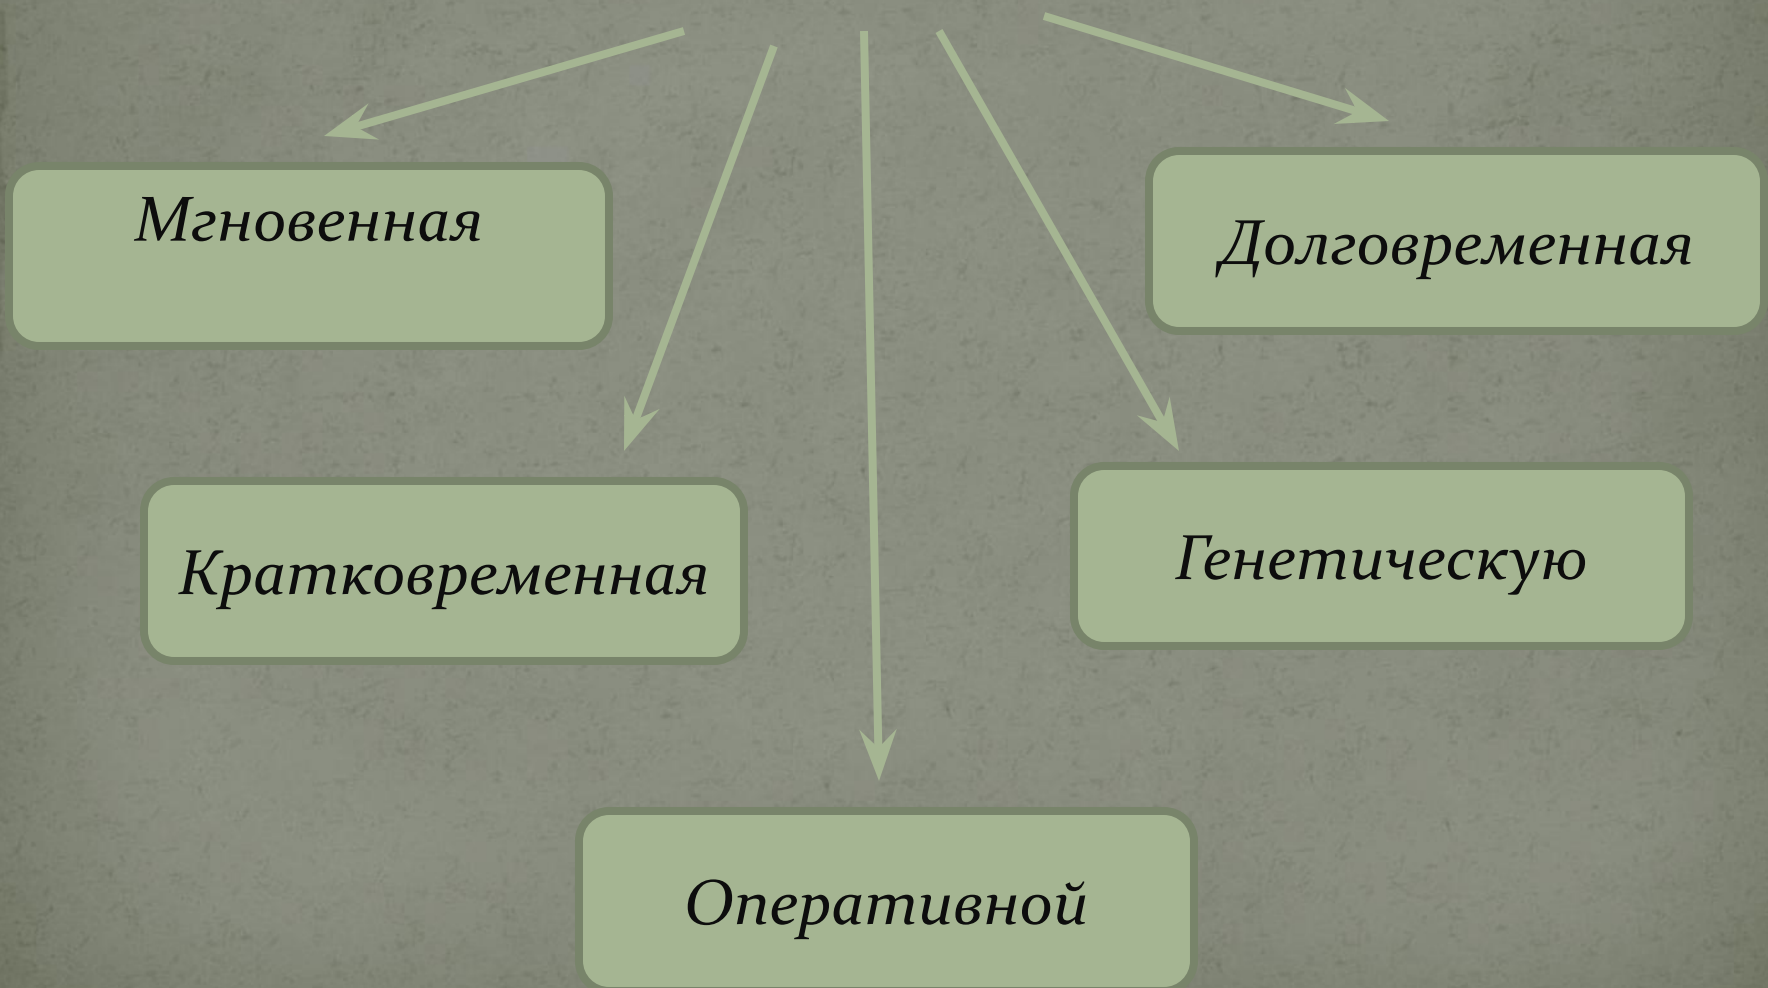 Мгновенная
Долговременная
Кратковременная
Генетическую
Оперативной